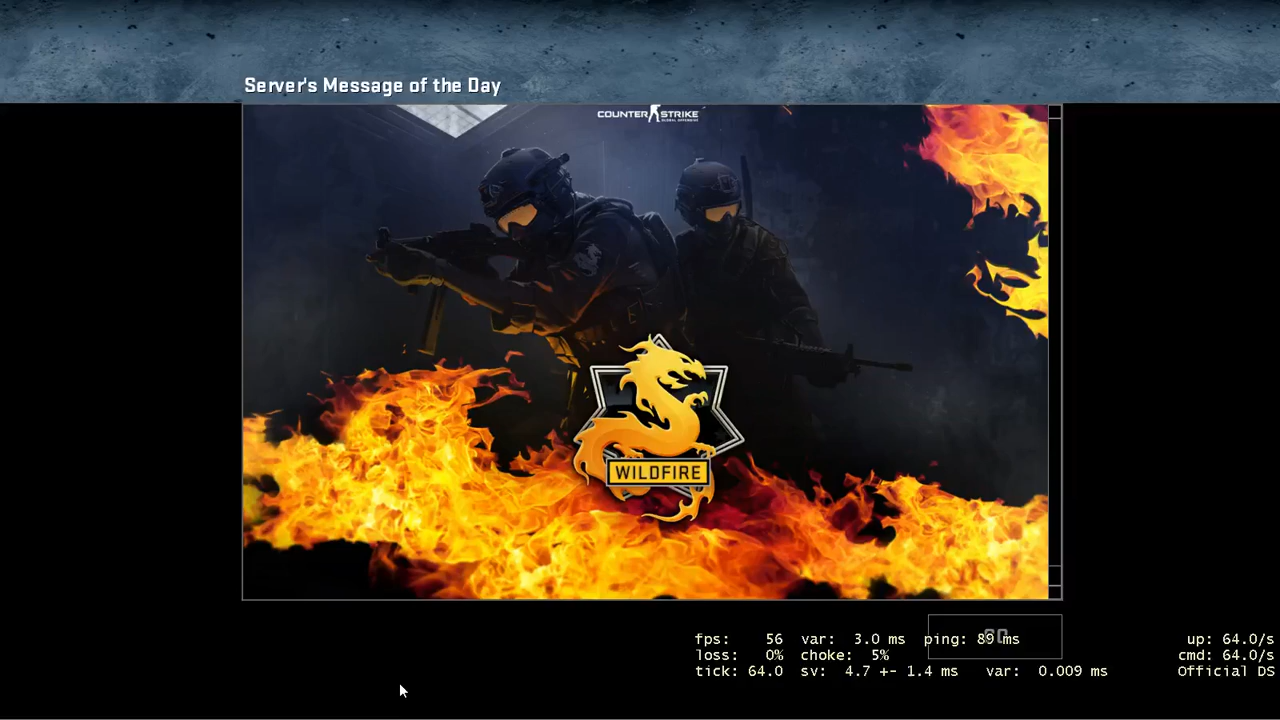 Server's Message of the Day
COUNTER STRIKE
GLOBAL OFFENSIVE
WILDFIRE
fps: 56 var: 3.0 ms ping: 89 ms
up: 64.0/s
loss: 0% choke: 5%
cmd: 64.0/s
tick: 64.0 sv: 4.7 +- 1.4 ms var: 0.009 ms
Official DS